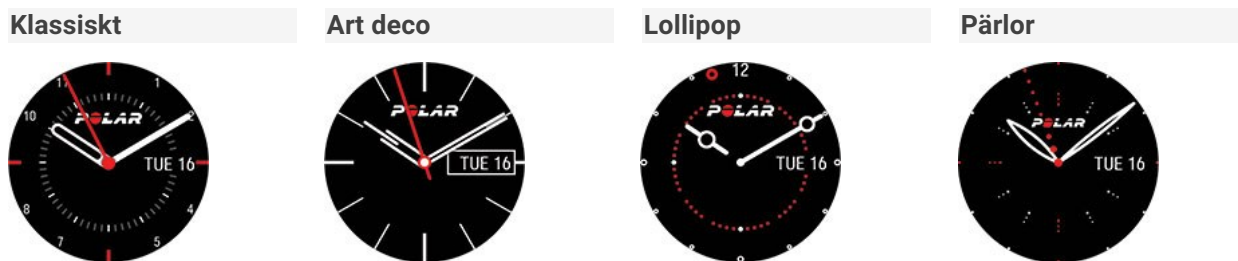 Klassiskt
Art deco
Lollipop
Pärlor
11
1
10
POLAR
2
TUE 16
8
4
7
5
POLAR
TUE 16
12
POLAR
TUE 16
POLAR
TUE 16